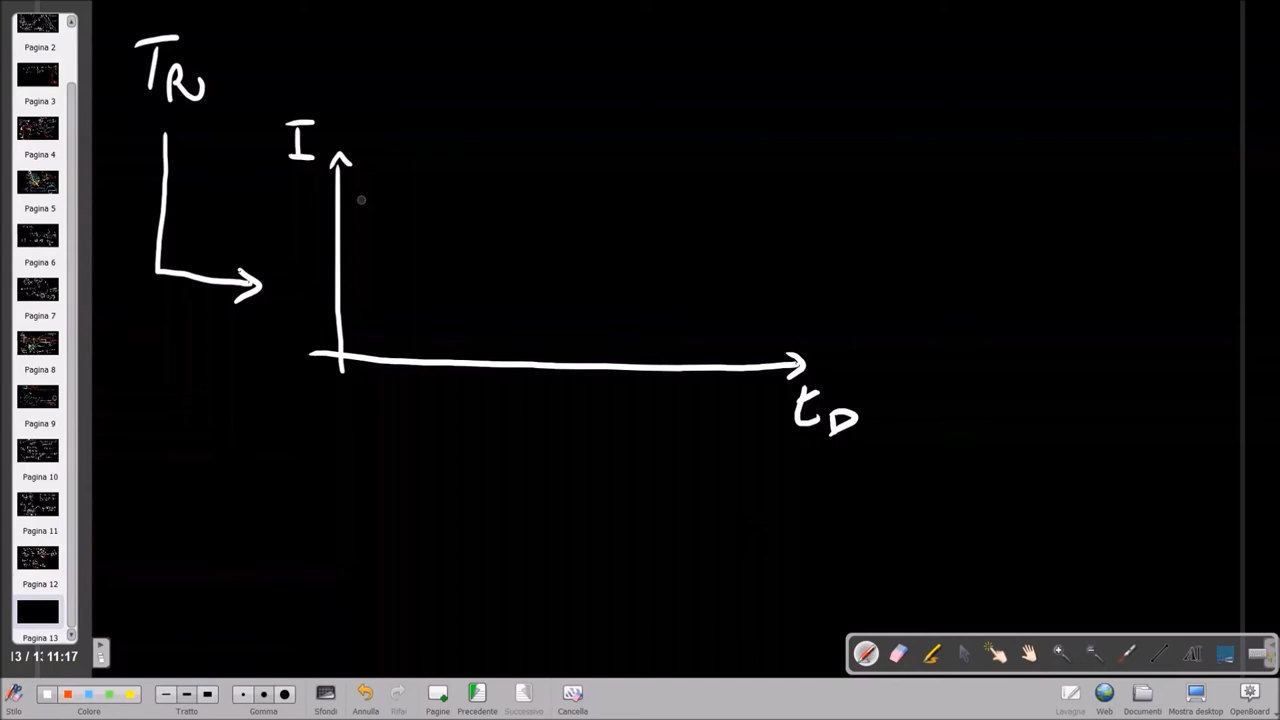 Pagina 2
Pagina 3
Pagina 4
Pagina 5
Pagina 6
Pagina 7
Pagina 8
Pagina 9
Pagina 10
Pagina 11
Pagina 12
Pagina 13
11:17
T_R
I
t_D
Stilo
Colore
Tratto
Gomma
Sfondi
Annulla
Rifai
Pagine
Precedente
Successivo
Cancella
Lavagna
Web
Documenti
Mostra desktop
OpenBoard